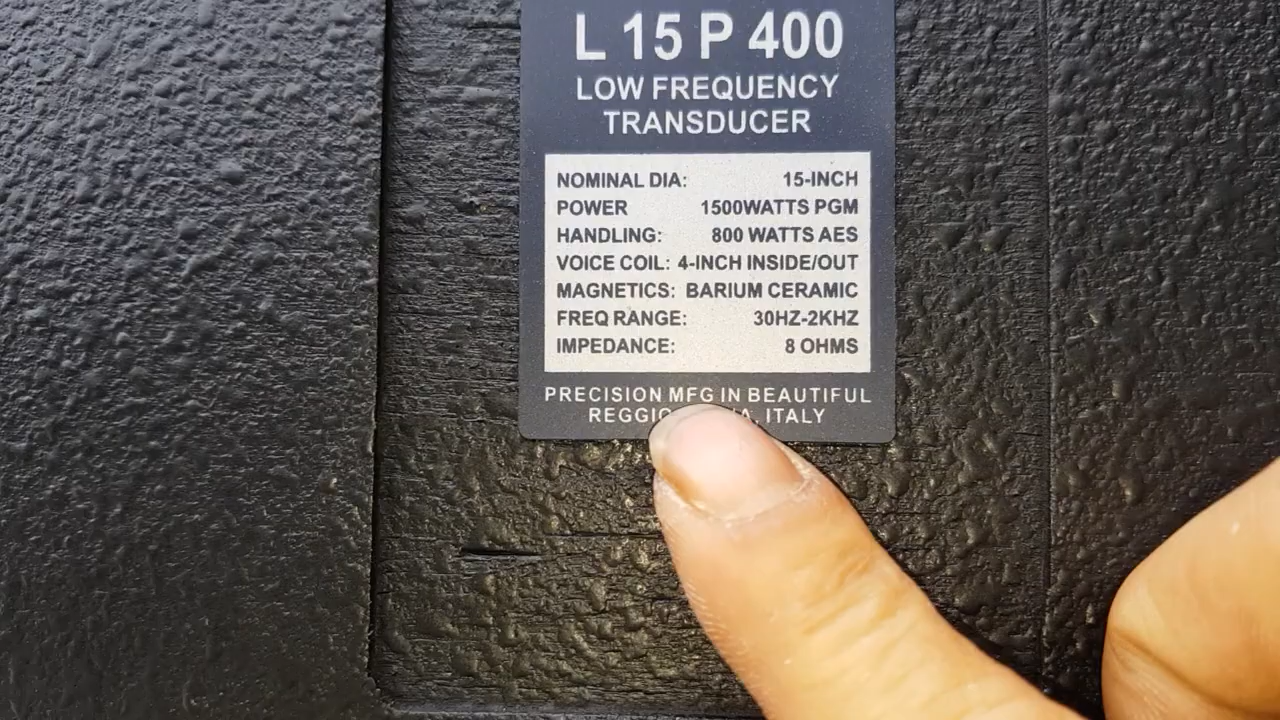 L 15 P 400
LOW FREQUENCY
TRANSDUCER
NOMINAL DIA: 15-INCH
POWER 1500WATTS PGM
HANDLING: 800 WATTS AES
VOICE COIL: 4-INCH INSIDE/OUT
MAGNETICS: BARIUM CERAMIC
FREQ RANGE: 30HZ-2KHZ
IMPEDANCE: 8 OHMS
PRECISION MFG IN BEAUTIFUL
ITALY